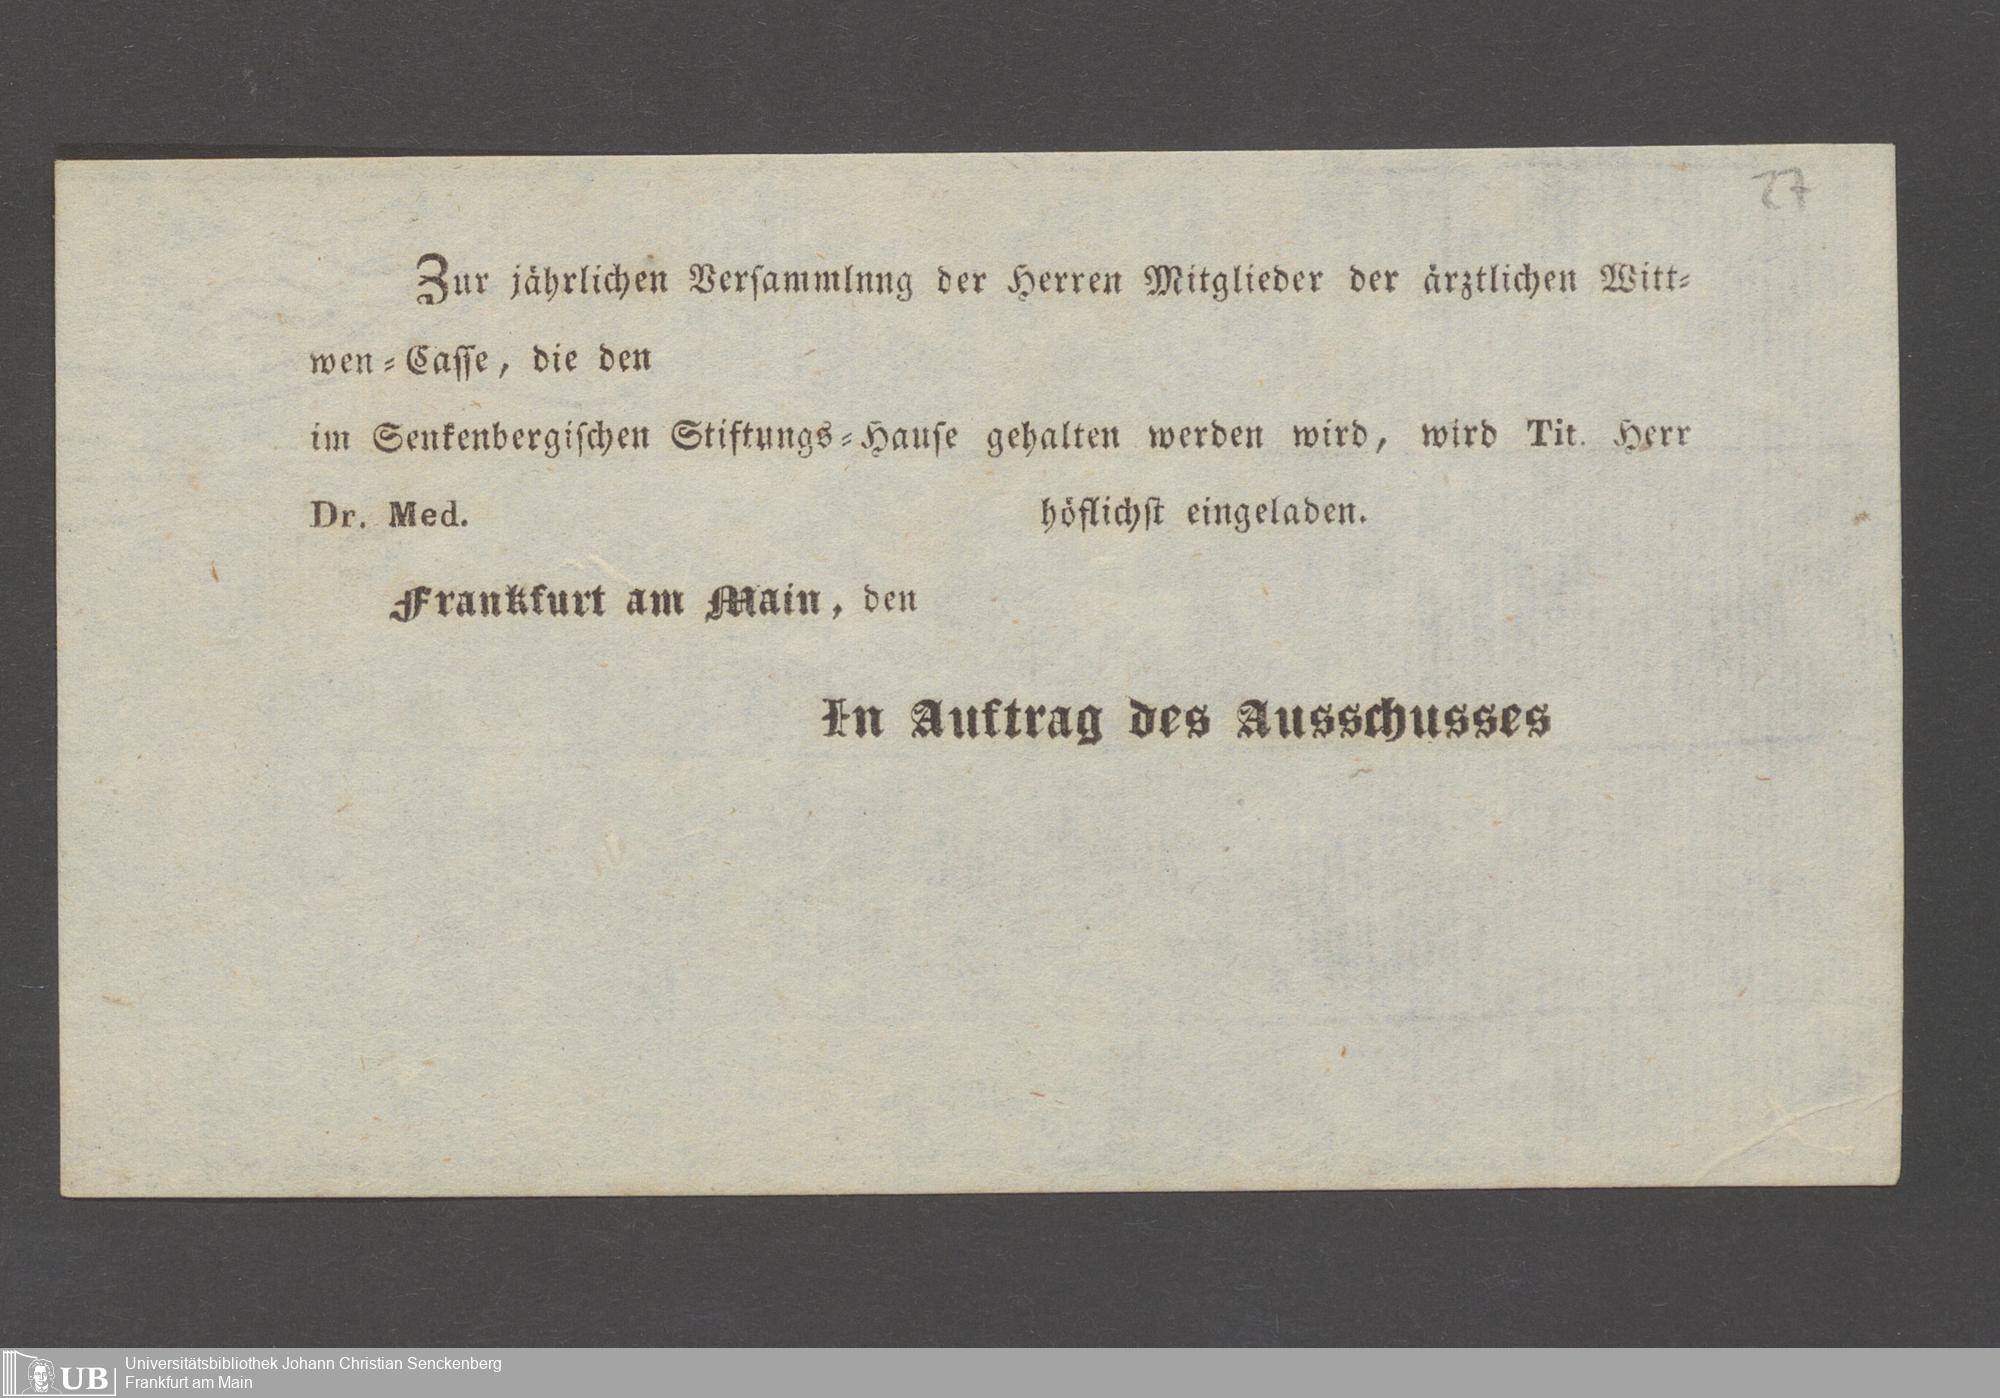 27
Zur jährlichen Verſammlnng der Herren Mitglieder der ärztlichen Witt⸗
wen⸗Caſſe, die den
im Senkenbergiſchen Stiftungs⸗Hauſe gehalten werden wird, wird Tit. Herr
Dr. Med. höflichſt eingeladen.
Frankfurt am Main, den
In Auftrag des Ausschusses
UB Universitätsbibliothek Johann Christian Senckenberg
Frankfurt am Main